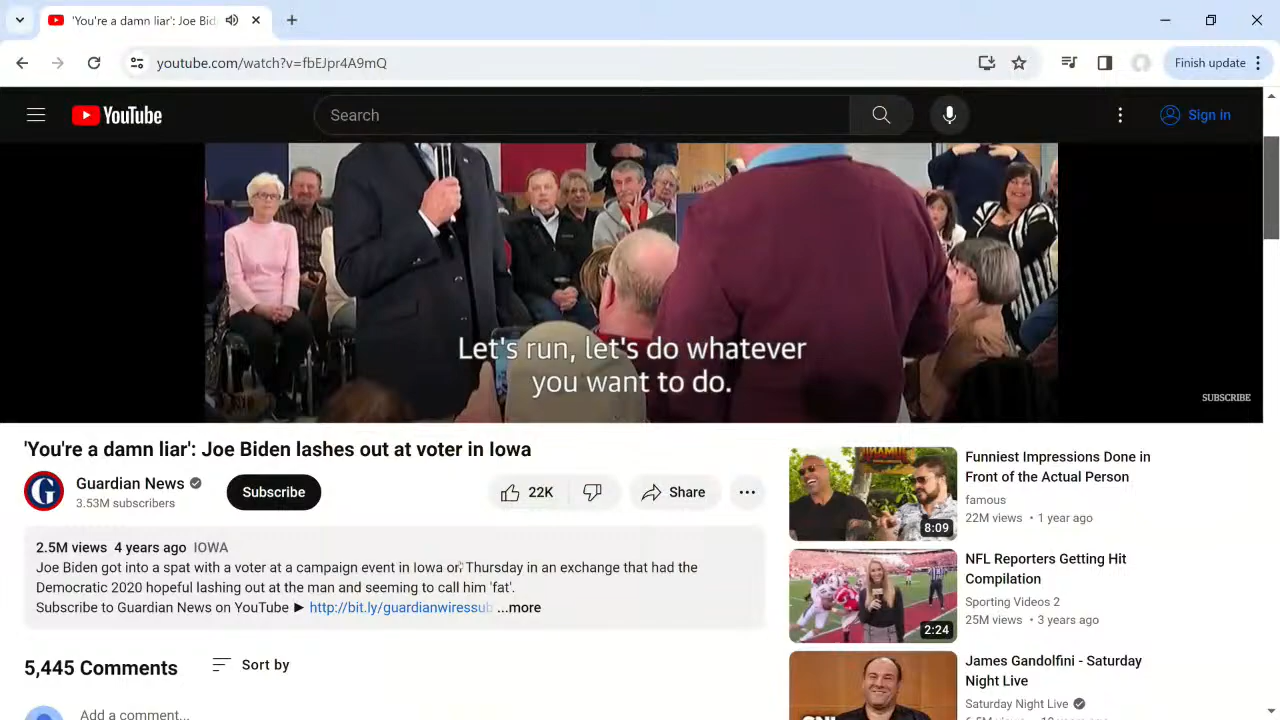 'You're a damn liar': Joe Bid
youtube.com/watch?v=fbEJpr4A9mQ
Finish update
YouTube
Search
Sign in
Let's run, let's do whatever
you want to do.
SUBSCRIBE
'You're a damn liar': Joe Biden lashes out at voter in Iowa
Guardian News
3.53M subscribers
Subscribe
22K
Share
2.5M views 4 years ago IOWA
Joe Biden got into a spat with a voter at a campaign event in Iowa on Thursday in an exchange that had the
Democratic 2020 hopeful lashing out at the man and seeming to call him 'fat'.
Subscribe to Guardian News on YouTube ► http://bit.ly/guardianwiressub ...more
5,445 Comments
Sort by
Add a comment...
8:09
Funniest Impressions Done in
Front of the Actual Person
famous
22M views • 1 year ago
2:24
NFL Reporters Getting Hit
Compilation
Sporting Videos 2
25M views • 3 years ago
James Gandolfini - Saturday
Night Live
Saturday Night Live